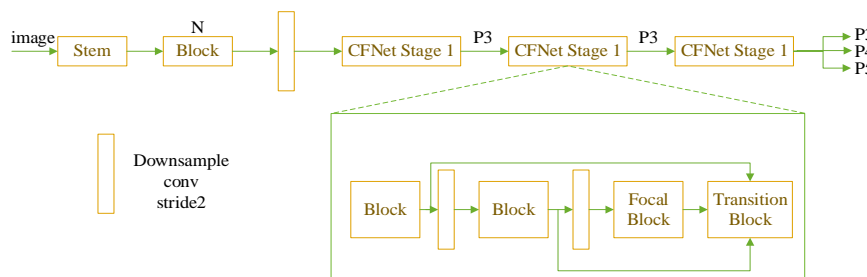 image
Stem
N
Block
CFNet Stage 1
P3
CFNet Stage 1
P3
CFNet Stage 1
P4
Downsample
conv
stride2
Block
Block
Focal
Block
Transition
Block